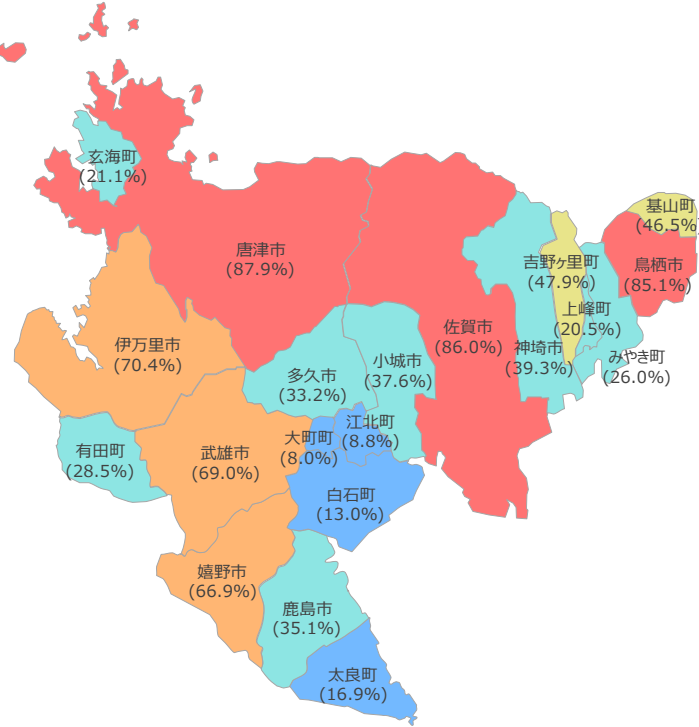 玄海町
(21.1%)
基山町
(46.5%)
唐津市
(87.9%)
吉野ヶ里町
(47.9%)
鳥栖市
(85.1%)
上峰町
(20.5%)
佐賀市
(86.0%)
神埼市
(39.3%)
みやき町
(26.0%)
伊万里市
(70.4%)
小城市
(37.6%)
多久市
(33.2%)
江北町
(8.8%)
大町町
(8.0%)
有田町
(28.5%)
武雄市
(69.0%)
白石町
(13.0%)
嬉野市
(66.9%)
鹿島市
(35.1%)
太良町
(16.9%)